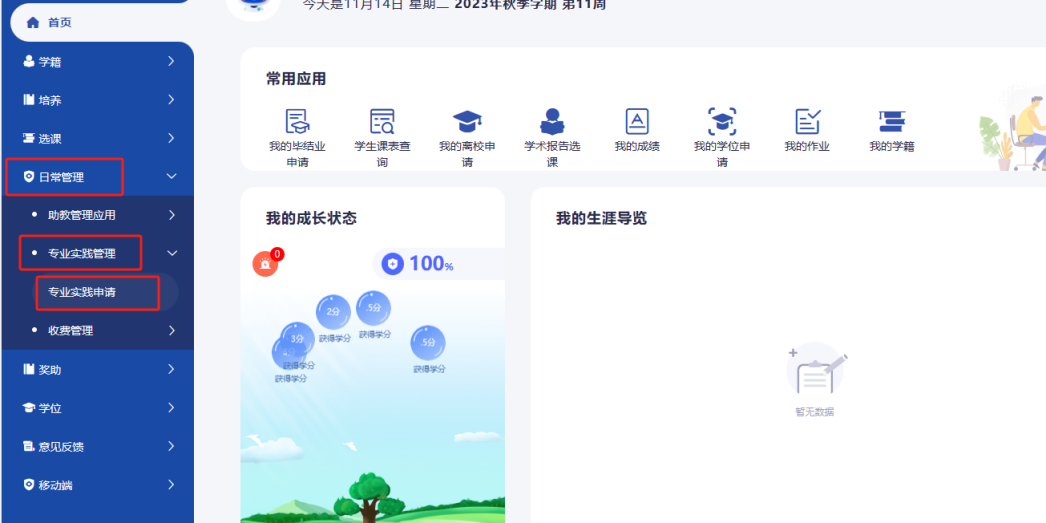 今天是11月14日 星期二 2023年秋季学期 第11周
首页
学籍
培养
选课
日常管理
助教管理应用
专业实践管理
专业实践申请
收费管理
奖助
学位
意见反馈
移动端
常用应用
我的毕结业
申请
学生课表查
询
我的离校申
请
学术报告选
课
我的成绩
我的学位申
请
我的作业
我的学籍
我的成长状态
0
100%
2分
获得学分
.5分
获得学分
3分
获得学分
4分
获得学分
.5分
获得学分
我的生涯导览
暂无数据